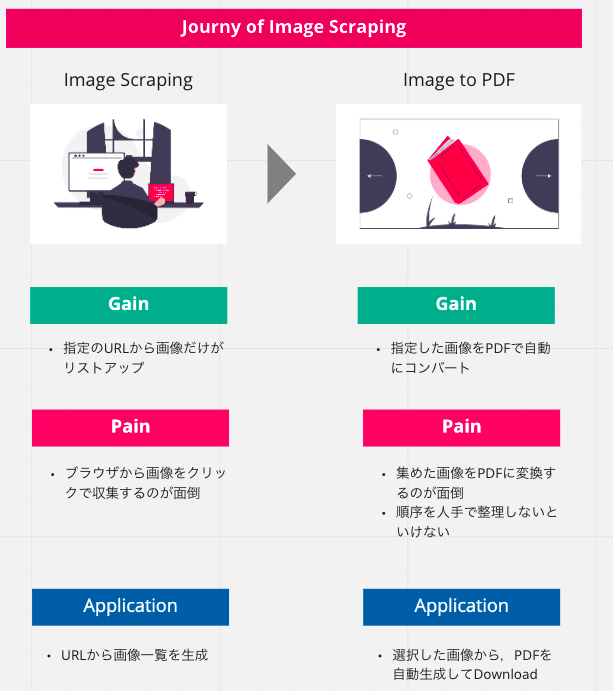 Journy of Image Scraping
Image Scraping
Image to PDF
Gain
・指定のURLから画像だけが
リストアップ
Gain
・指定した画像をPDFで自動
にコンバート
Pain
・ブラウザから画像をクリッ
クで収集するのが面倒
Pain
・集めた画像をPDFに変換す
るのが面倒
・順序を人手で整理しないと
いけない
Application
・URLから画像一覧を生成
Application
・選択した画像から，PDFを
自動生成してDownload